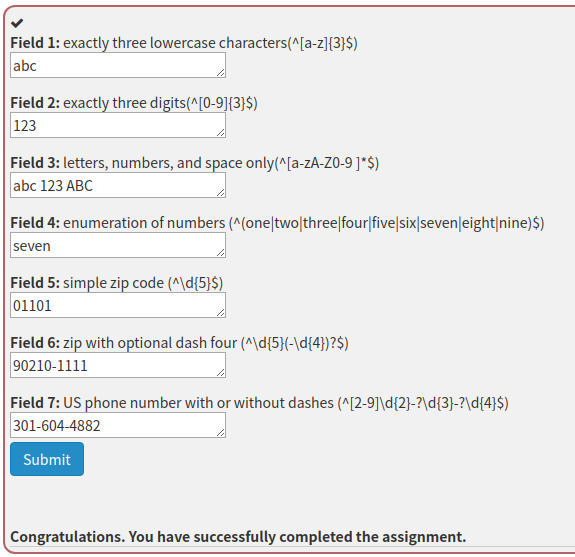 Field 1: exactly three lowercase characters(^[a-z]{3}$)
abc
Field 2: exactly three digits(^[0-9]{3}$)
123
Field 3: letters, numbers, and space only(^[a-zA-Z0-9 ]*$)
abc 123 ABC
Field 4: enumeration of numbers (^(one|two|three|four|five|six|seven|eight|nine)$)
seven
Field 5: simple zip code (^\d{5}$)
01101
Field 6: zip with optional dash four (^\d{5}(-\d{4})?$)
90210-1111
Field 7: US phone number with or without dashes (^[2-9]\d{2}-?\d{3}-?\d{4}$)
301-604-4882
Submit
Congratulations. You have successfully completed the assignment.